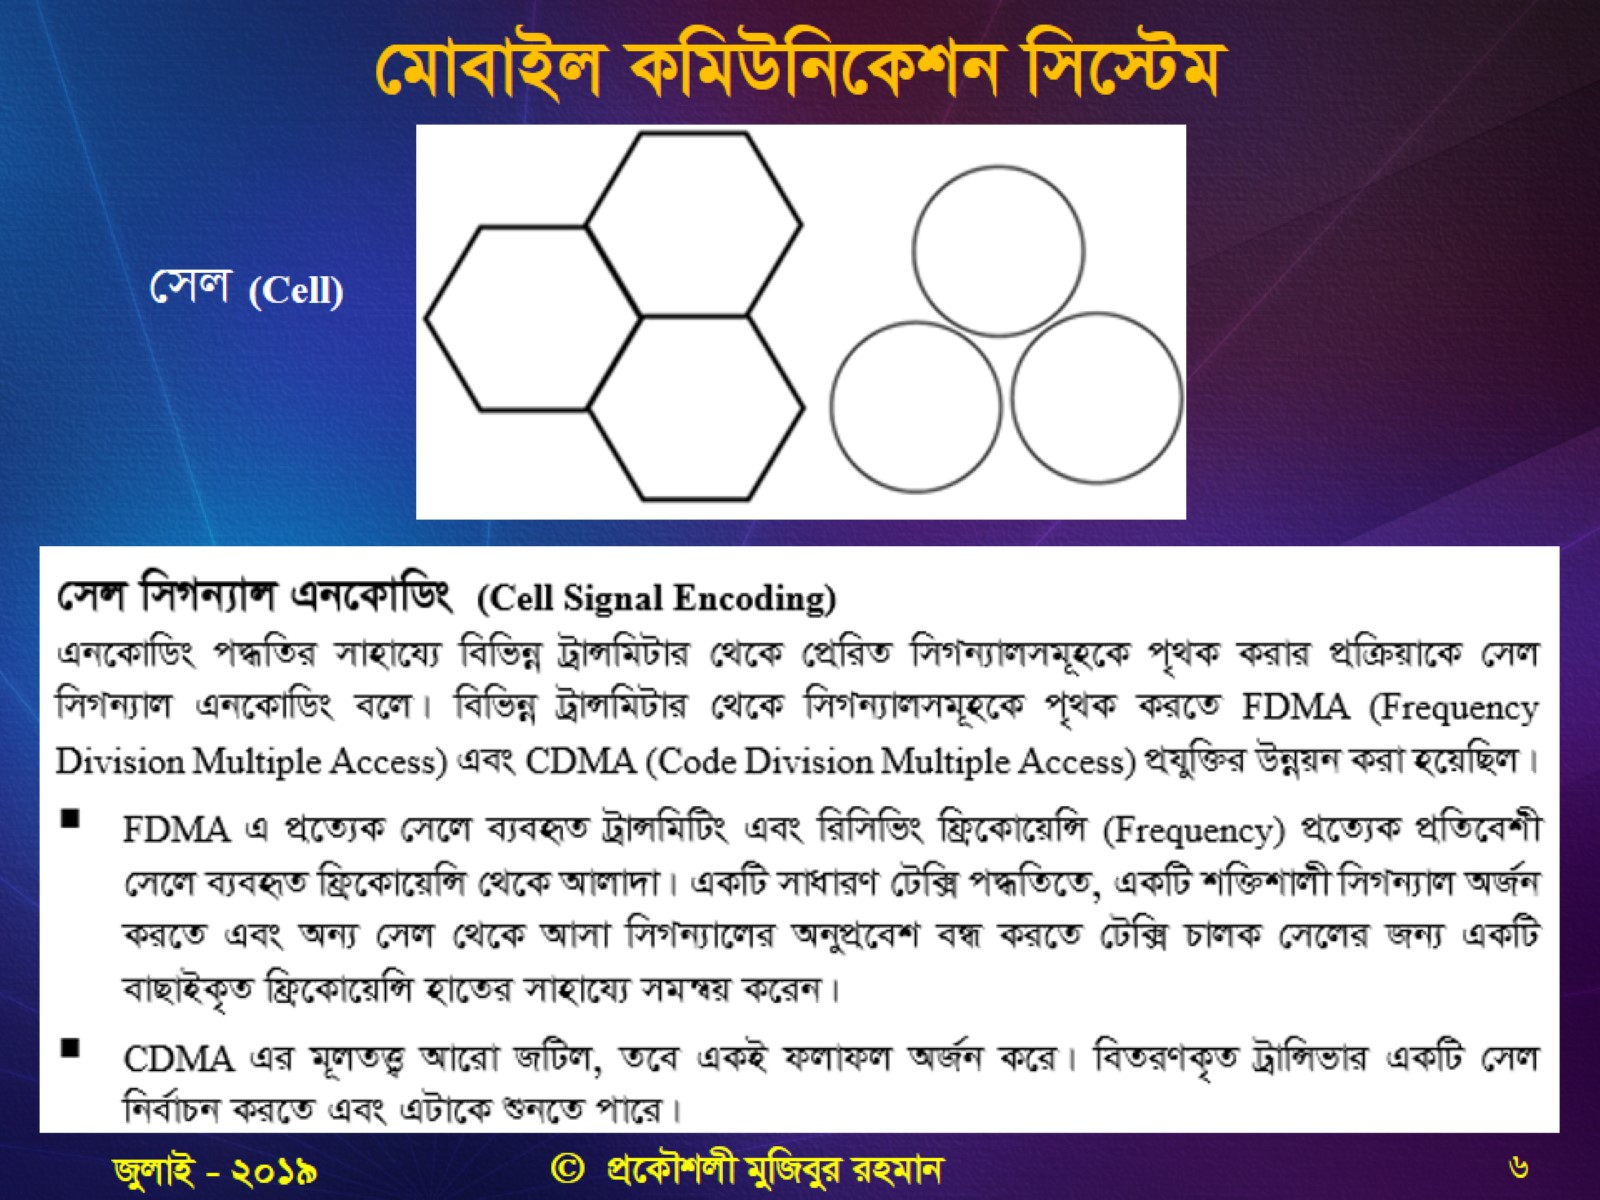 মোবাইল কমিউনিকেশন সিস্টেম
সেল (Cell)
সেল সিগন্যাল এনকোডিং (Cell Signal Encoding)
এনকোডিং পদ্ধতির সাহায্যে বিভিন্ন ট্রান্সমিটার থেকে প্রেরিত সিগন্যালসমূহকে পৃথক করার প্রক্রিয়াকে সেল
সিগন্যাল এনকোডিং বলে। বিভিন্ন ট্রান্সমিটার থেকে সিগন্যালসমূহকে পৃথক করতে FDMA (Frequency
Division Multiple Access) এবং CDMA (Code Division Multiple Access) প্রযুক্তির উন্নয়ন করা হয়েছিল।
▪ FDMA এ প্রত্যেক সেলে ব্যবহৃত ট্রান্সমিটিং এবং রিসিভিং ফ্রিকোয়েন্সি (Frequency) প্রত্যেক প্রতিবেশী
সেলে ব্যবহৃত ফ্রিকোয়েন্সি থেকে আলাদা। একটি সাধারণ টেক্সি পদ্ধতিতে, একটি শক্তিশালী সিগন্যাল অর্জন
করতে এবং অন্য সেল থেকে আসা সিগন্যালের অনুপ্রবেশ বন্ধ করতে টেক্সি চালক সেলের জন্য একটি
বাছাইকৃত ফ্রিকোয়েন্সি হাতের সাহায্যে সমন্বয় করেন।
▪ CDMA এর মূলতত্ত্ব আরো জটিল, তবে একই ফলাফল অর্জন করে। বিতরণকৃত ট্রান্সিভার একটি সেল
নির্বাচন করতে এবং এটাকে শুনতে পারে।
জুলাই - ২০১৯ © প্রকৌশলী মুজিবুর রহমান ৬